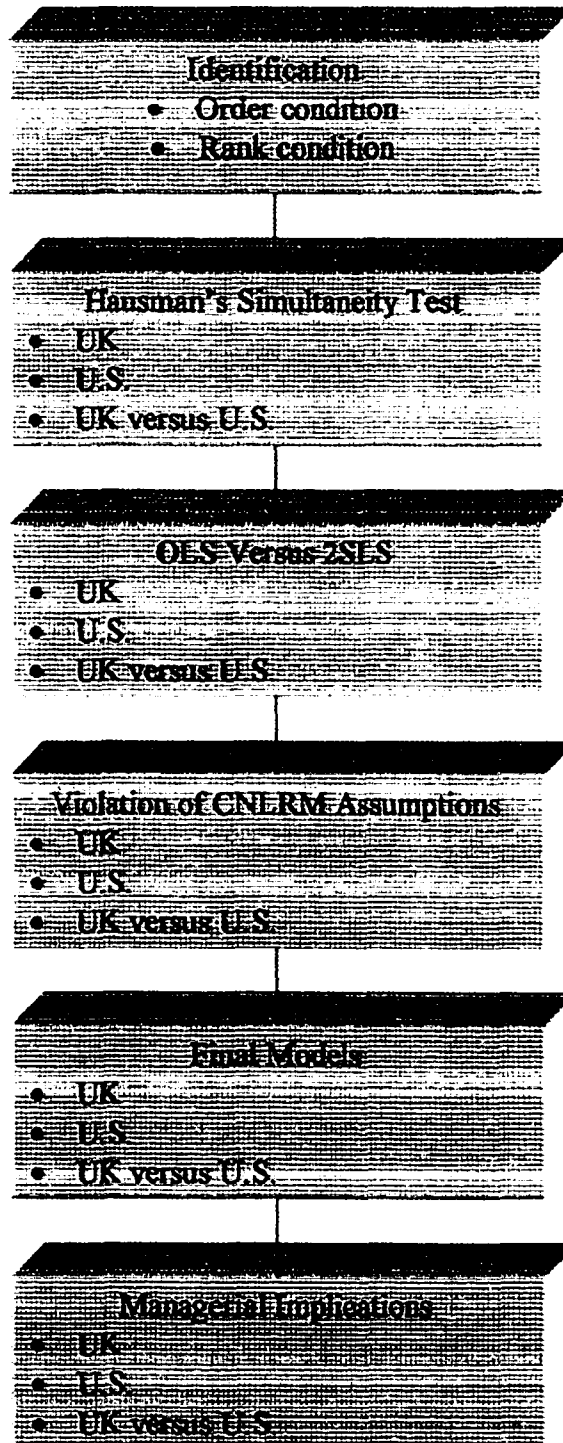 Identification
• Order condition
• Rank condition
Hausman's Simultaneity Test
• UK
• U.S.
• UK versus U.S.
OLS Versus 2SLS
• UK
• U.S.
• UK versus U.S.
Violation of CNLRM Assumptions
• UK
• U.S.
• UK versus U.S.
Final Models
• UK
• U.S.
• UK versus U.S.
Managerial Implications
• UK
• U.S.
• UK versus U.S.